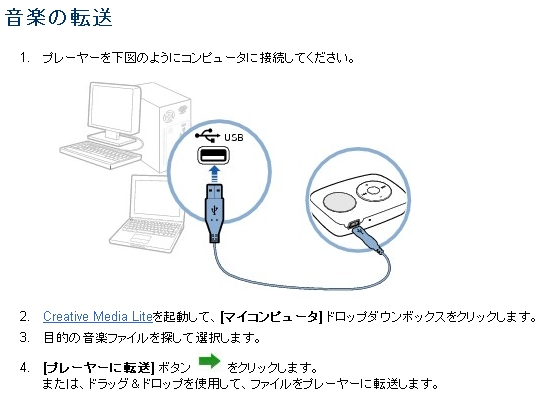 音楽の転送
1. プレーヤーを下図のようにコンピュータに接続してください。
USB
2. Creative Media Liteを起動して、[マイコンピュータ] ドロップダウンボックスをクリックします。
3. 目的の音楽ファイルを探して選択します。
4. [プレーヤーに転送] ボタン をクリックします。
または、ドラッグ＆ドロップを使用して、ファイルをプレーヤーに転送します。